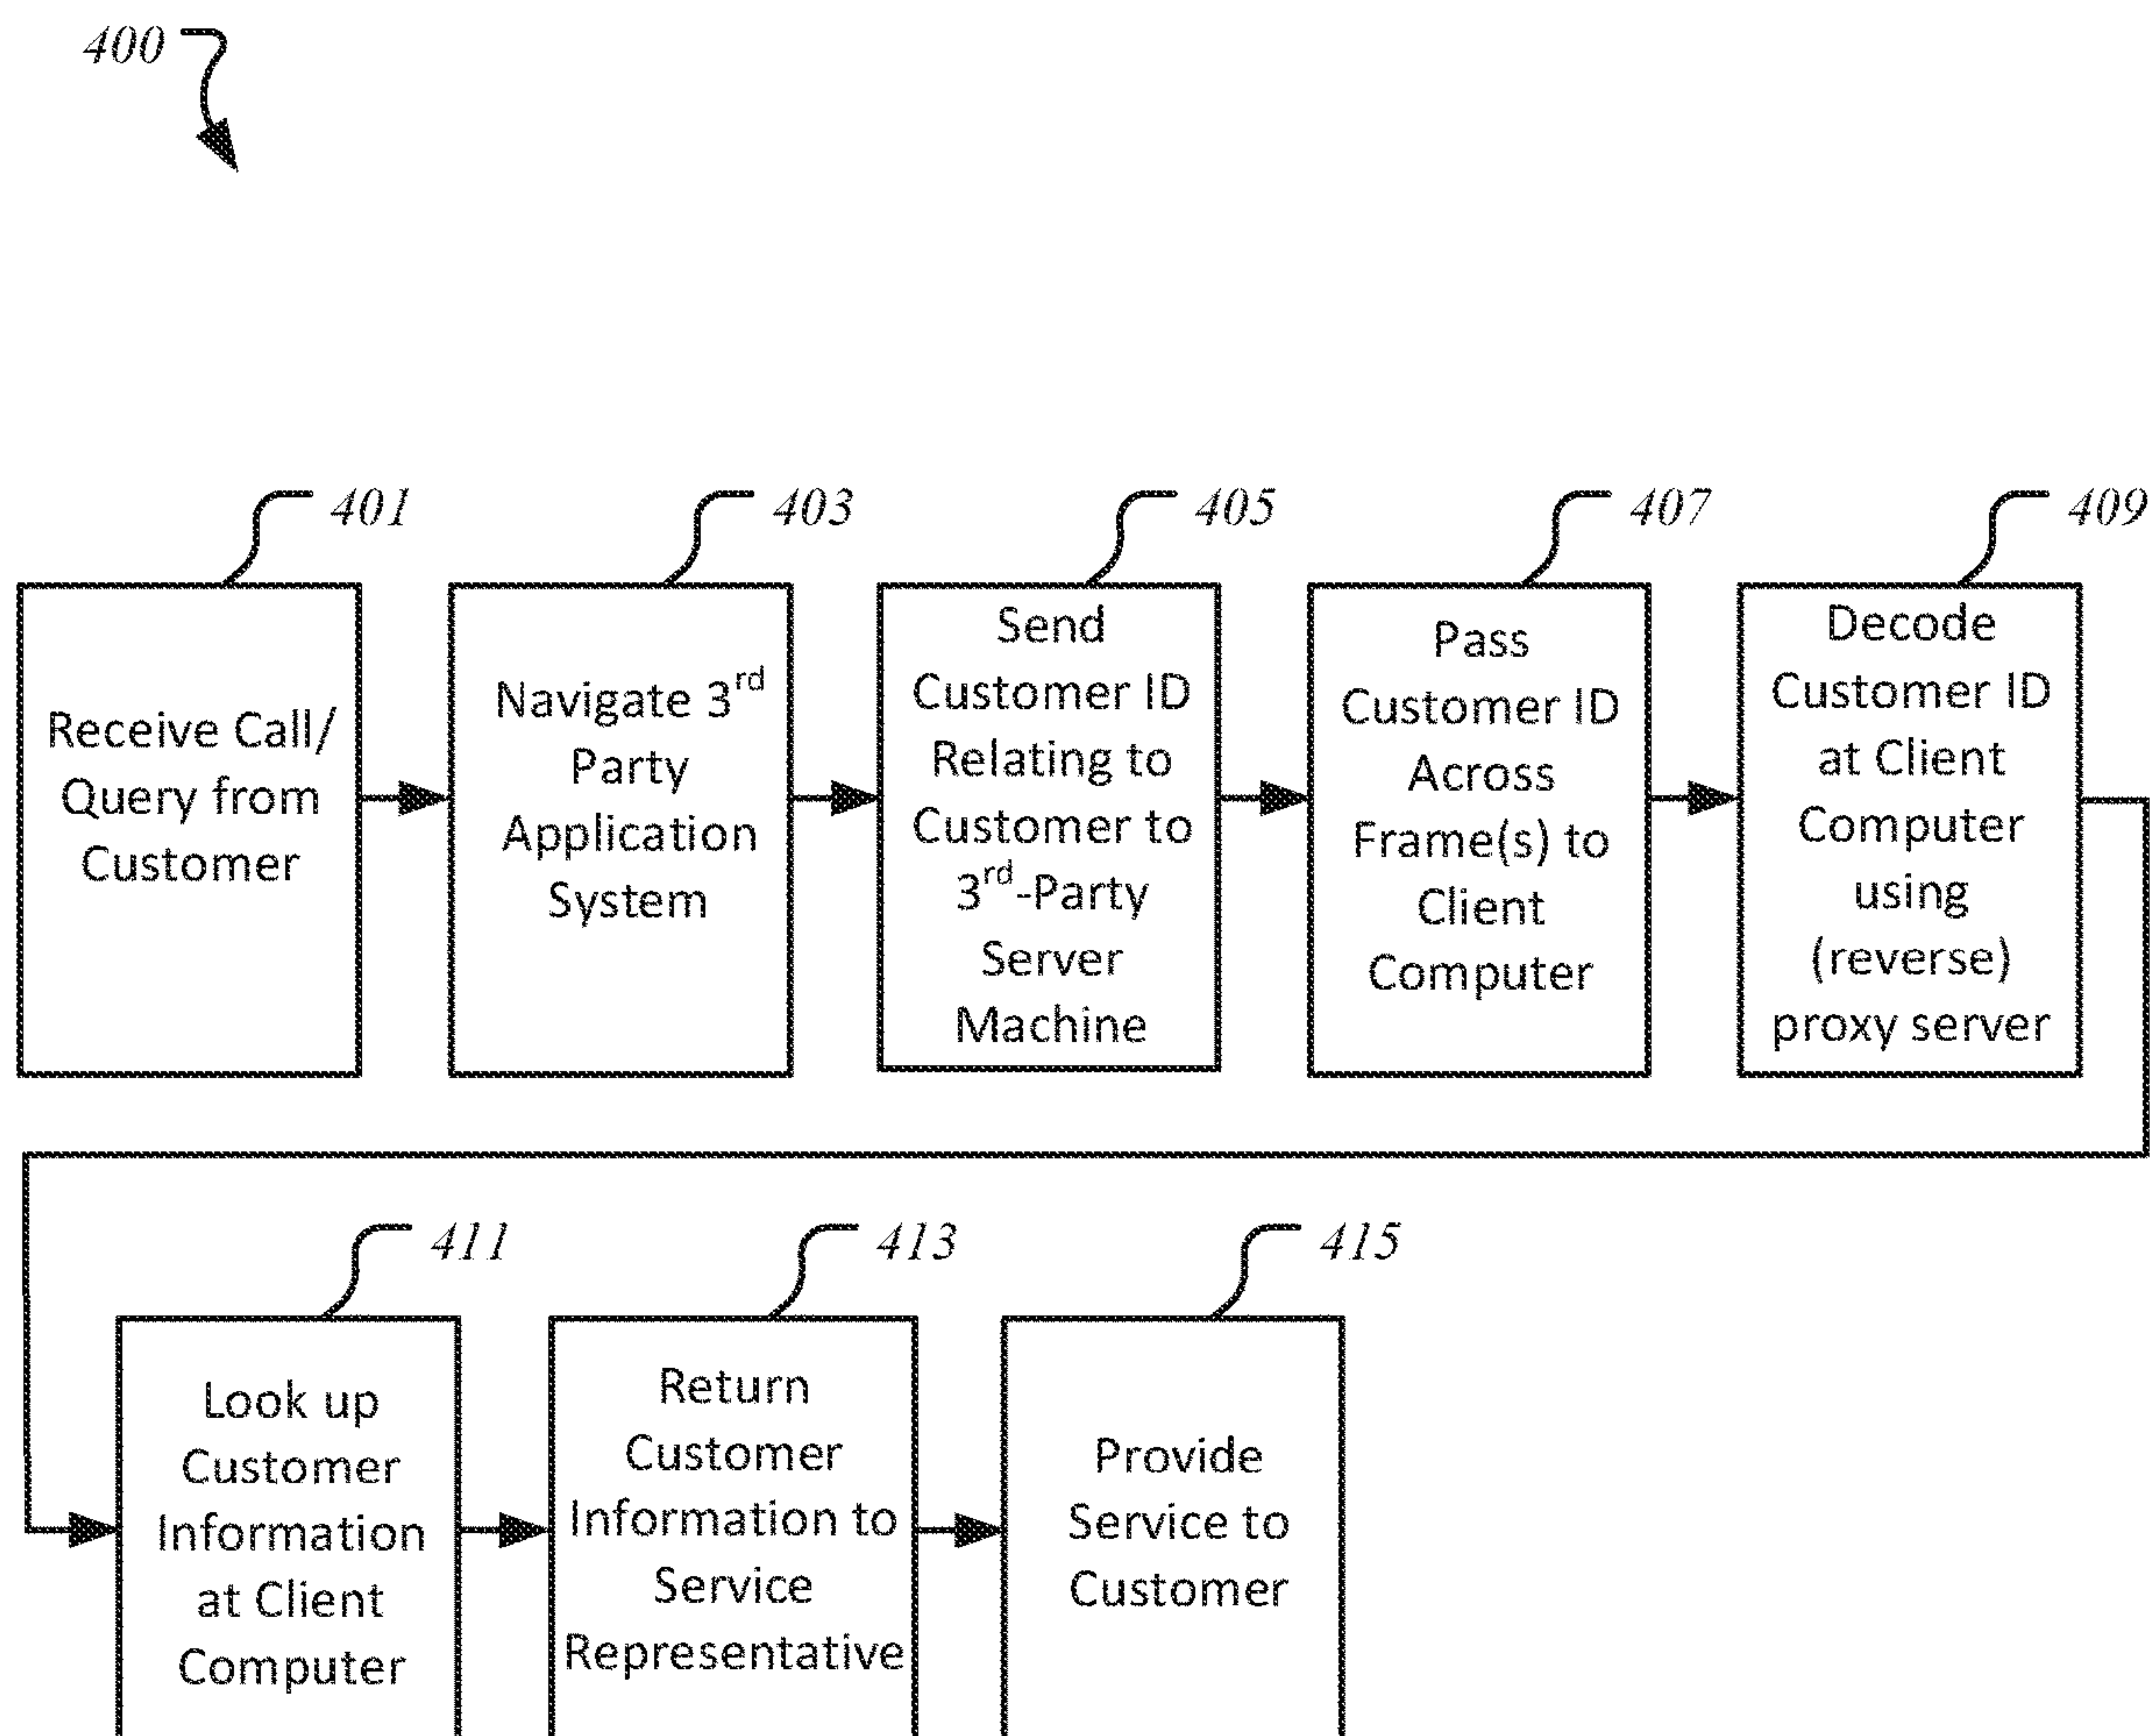 400
401
403
405
407
409
Receive Call/
Query from
Customer
Navigate 3rd
Party
Application
System
Send
Customer ID
Relating to
Customer to
3rd-Party
Server
Machine
Pass
Customer ID
Across
Frame(s) to
Client
Computer
Decode
Customer ID
at Client
Computer
using
(reverse)
proxy server
411
413
415
Look up
Customer
Information
at Client
Computer
Return
Customer
Information to
Service
Representative
Provide
Service to
Customer